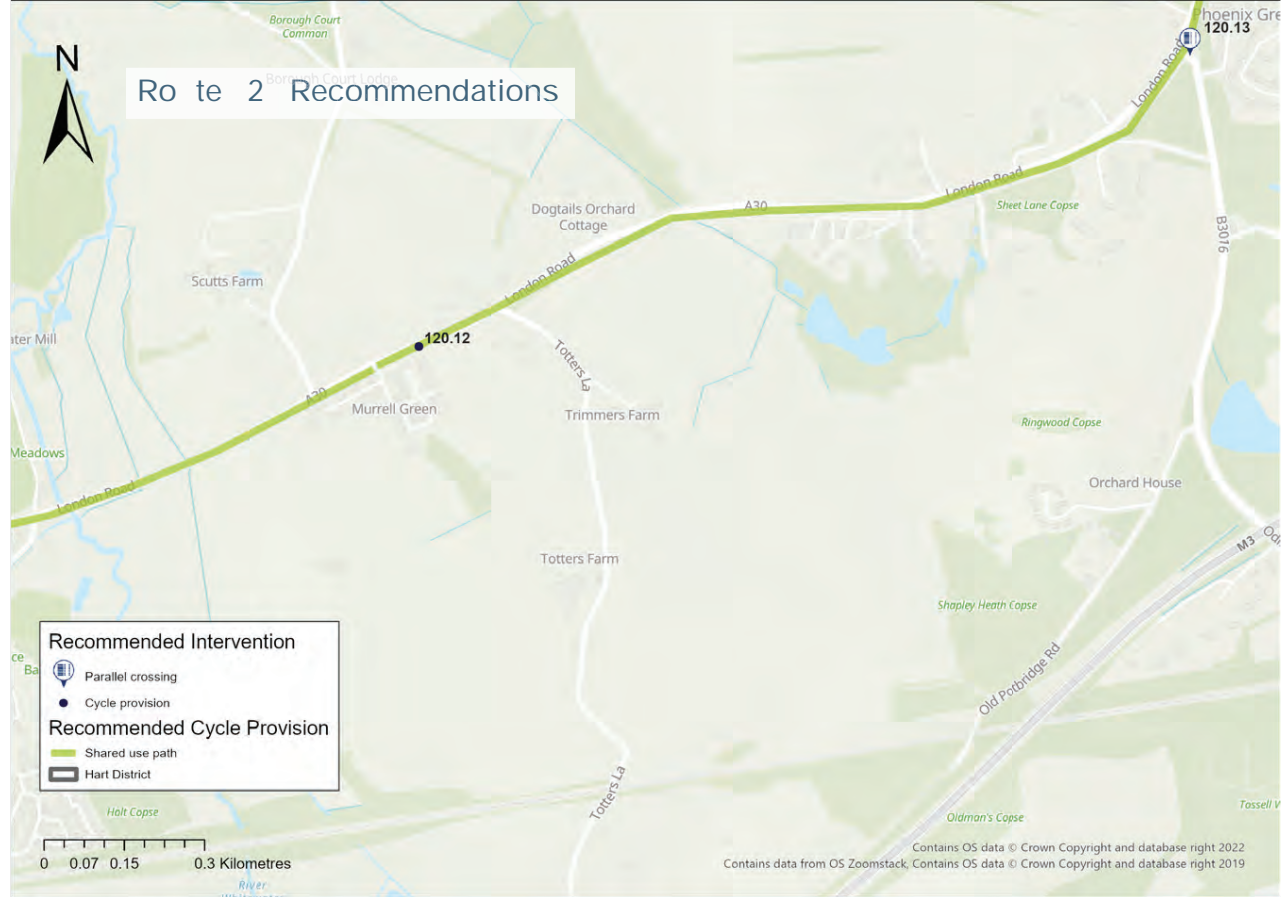 Borough Court
Common
Phoenix Gre
120.13
N
Borough Court Lodge
Ro te 2 Recommendations
London Road
London Road
Sheet Lane Copse
A30
Dogtails Orchard
Cottage
B3016
London Road
Scutts Farm
ter Mill
120.12
Totters La
A30
Murrell Green
Trimmers Farm
Ringwood Copse
Meadows
London Road
Orchard House
M3
Totters Farm
Shapley Heath Copse
Old Potbridge Rd
Recommended Intervention
Parallel crossing
Cycle provision
Recommended Cycle Provision
Shared use path
Hart District
Holt Copse
Totters La
Oldman's Copse
Tossell W
0 0.07 0.15 0.3 Kilometres
Contains OS data © Crown Copyright and database right 2022
Contains data from OS Zoomstack, Contains OS data © Crown Copyright and database right 2019
River